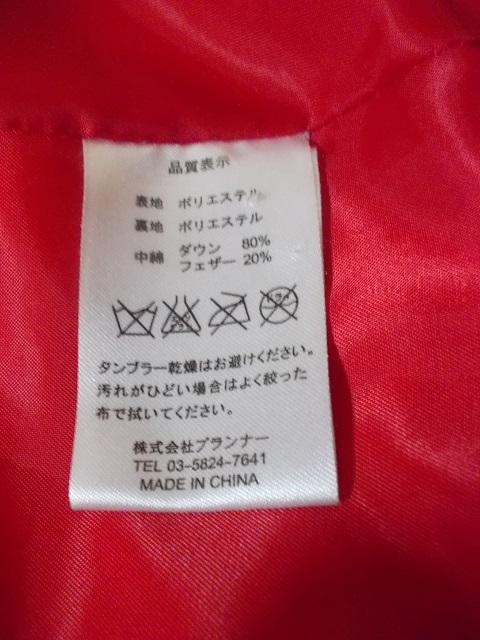 品質表示
表地 ポリエステル
裏地 ポリエステル
中綿 ダウン 80%
フェザー 20%
タンブラー乾燥はお避けください。
汚れがひどい場合はよく絞った
布で拭いてください。
株式会社プランナー
TEL 03-5824-7641
MADE IN CHINA